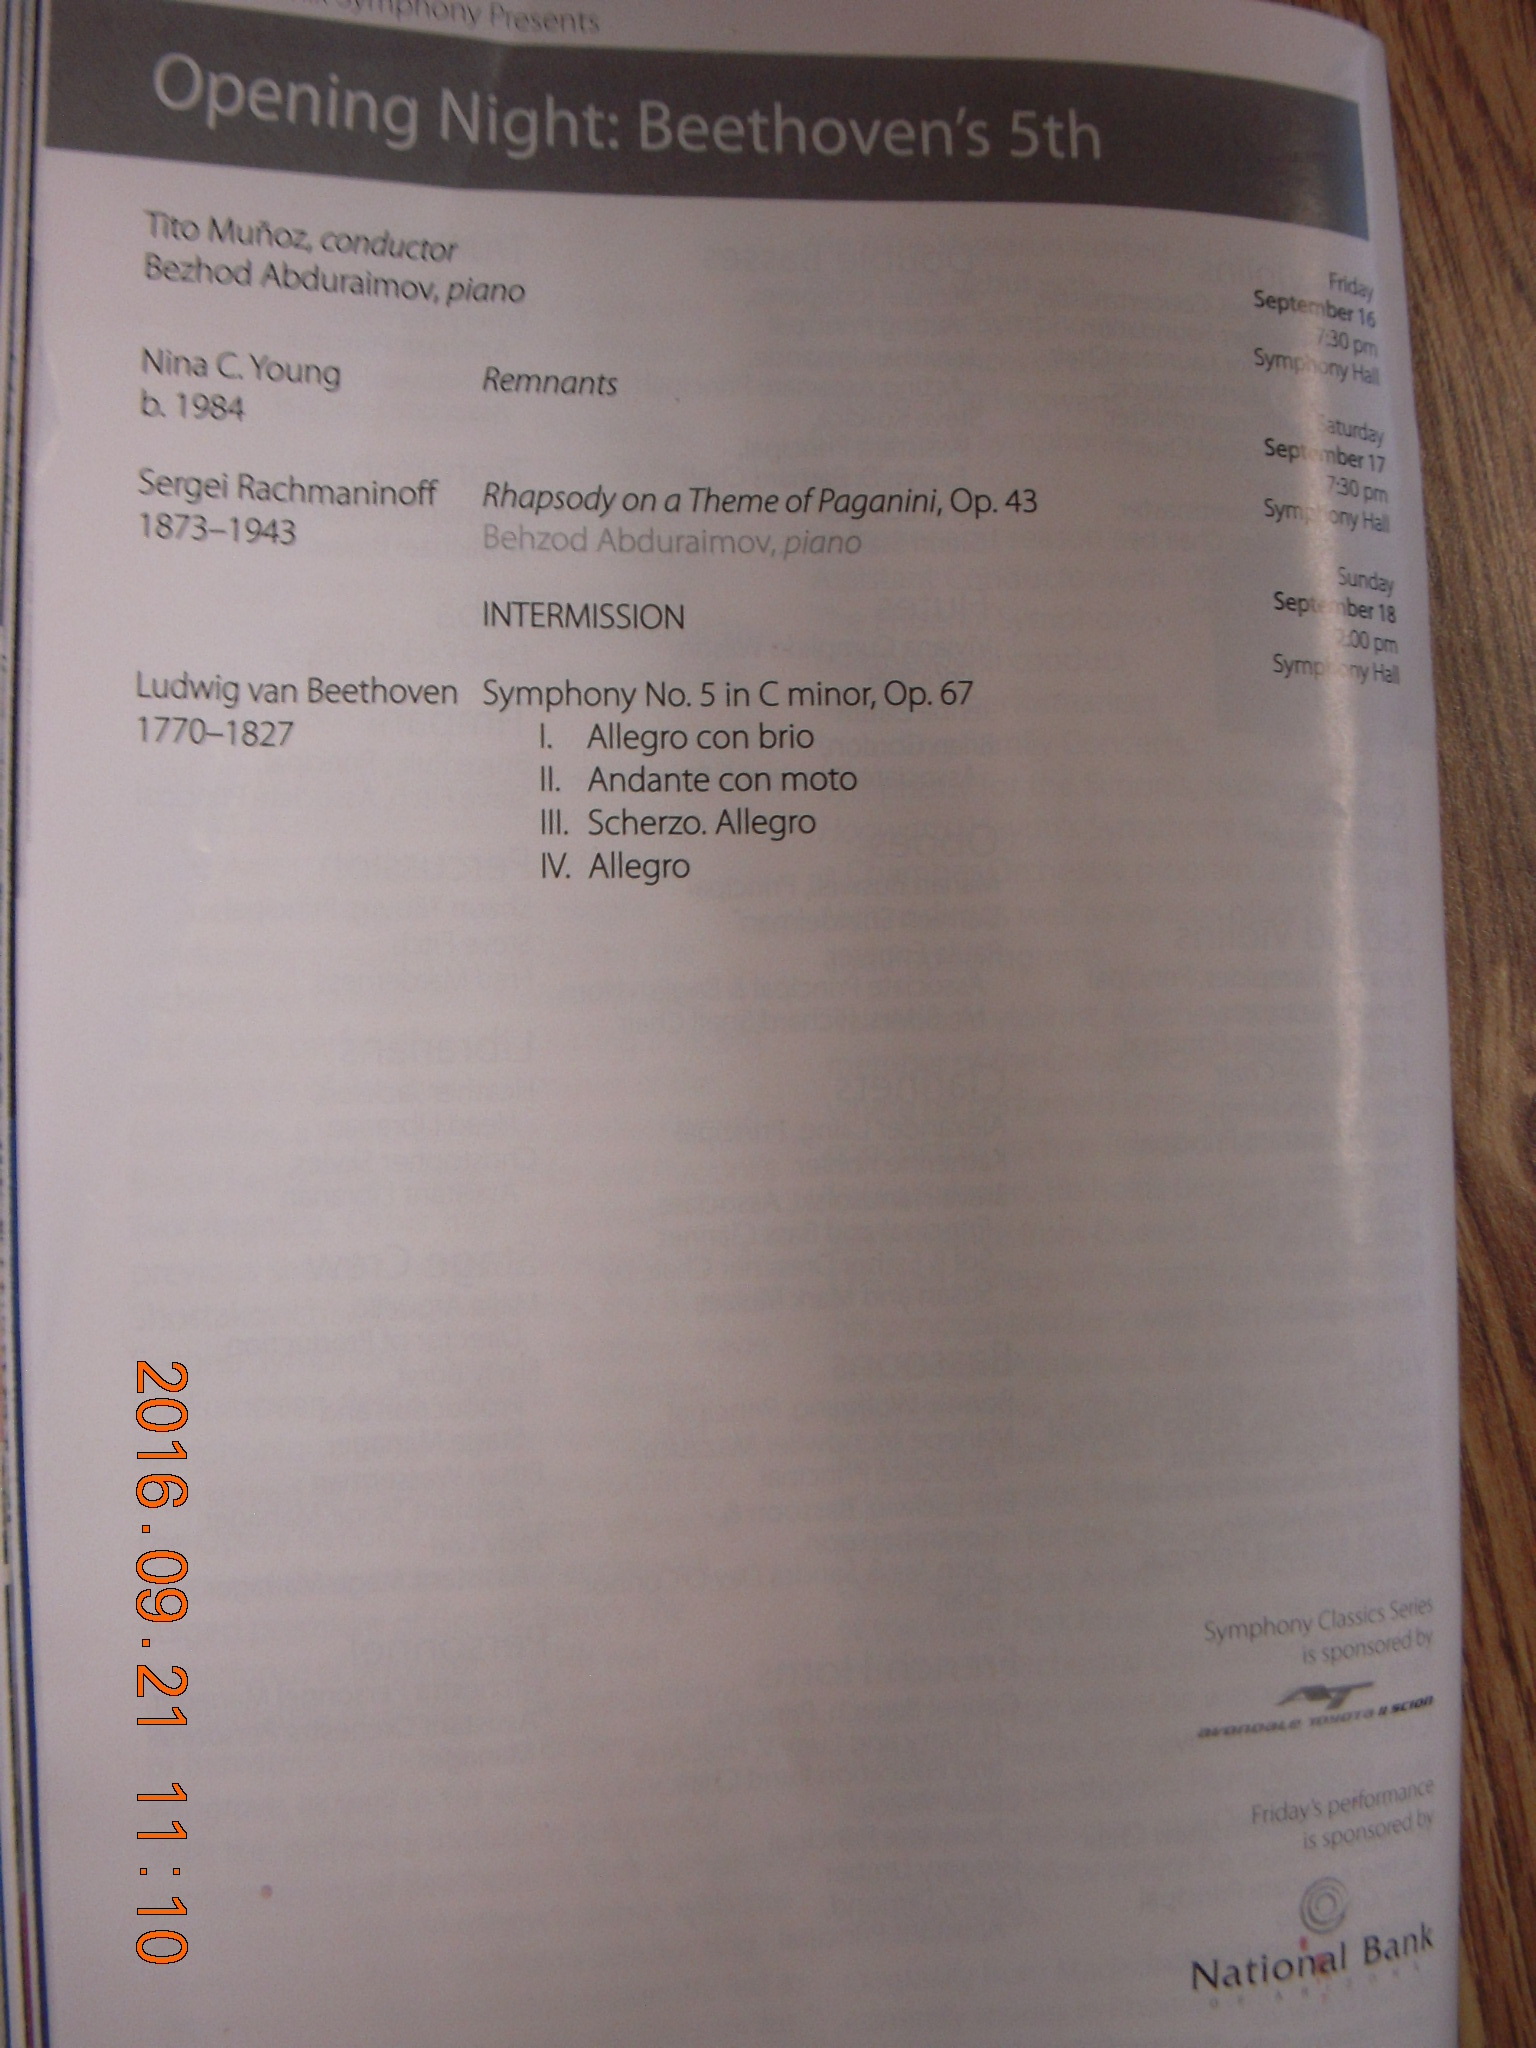 Symphony Presents
Opening Night: Beethoven's 5th
Tito Muñoz, conductor
Bezhod Abduraimov, piano
Friday
September 16
7:30 pm
Symphony Hall
Nina C. Young Remnants
b. 1984
Saturday
September 17
7:30 pm
Symphony Hall
Sergei Rachmaninoff Rhapsody on a Theme of Paganini, Op. 43
1873–1943 Behzod Abduraimov, piano
Sunday
September 18
2:00 pm
Symphony Hall
INTERMISSION
Ludwig van Beethoven Symphony No. 5 in C minor, Op. 67
1770–1827
I. Allegro con brio
II. Andante con moto
III. Scherzo. Allegro
IV. Allegro
Symphony Classics Series
is sponsored by
AVONDALE TOYOTA SCION
Friday's performance
is sponsored by
National Bank
OF ARIZONA
2016.09.21 11:10